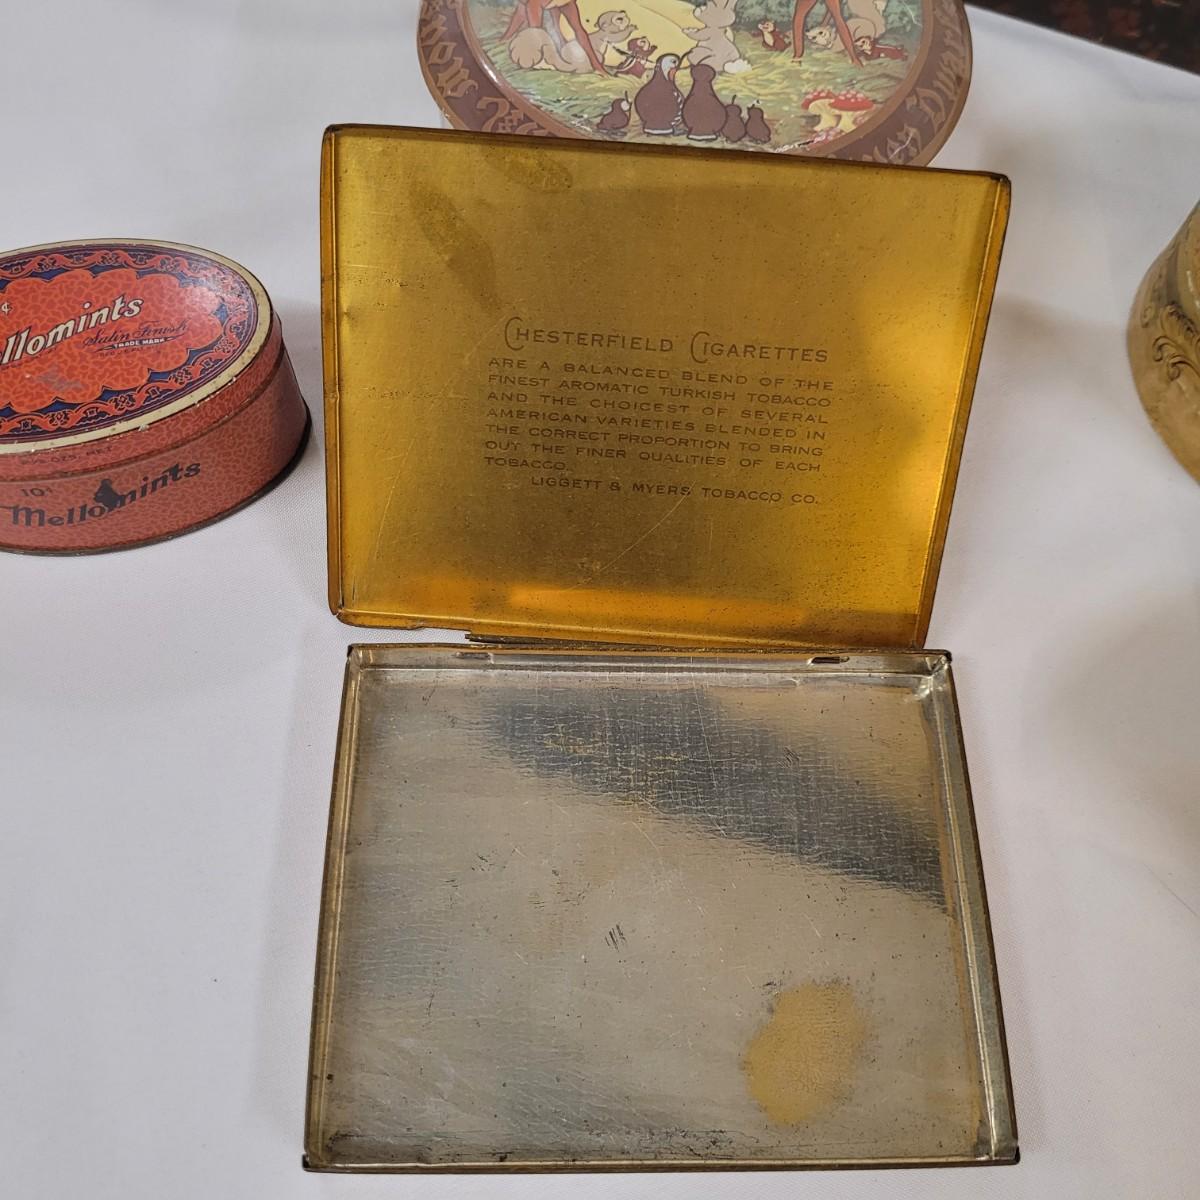 ¢
llomints
Satin Finish
TRADE MARK
10¢
Mellomints
CHESTERFIELD CIGARETTES
ARE A BALANCED BLEND OF THE
FINEST AROMATIC TURKISH TOBACCO
AND THE CHOICEST OF SEVERAL
AMERICAN VARIETIES BLENDED IN
THE CORRECT PROPORTION TO BRING
OUT THE FINER QUALITIES OF EACH
TOBACCO.
LIGGETT & MYERS TOBACCO CO.